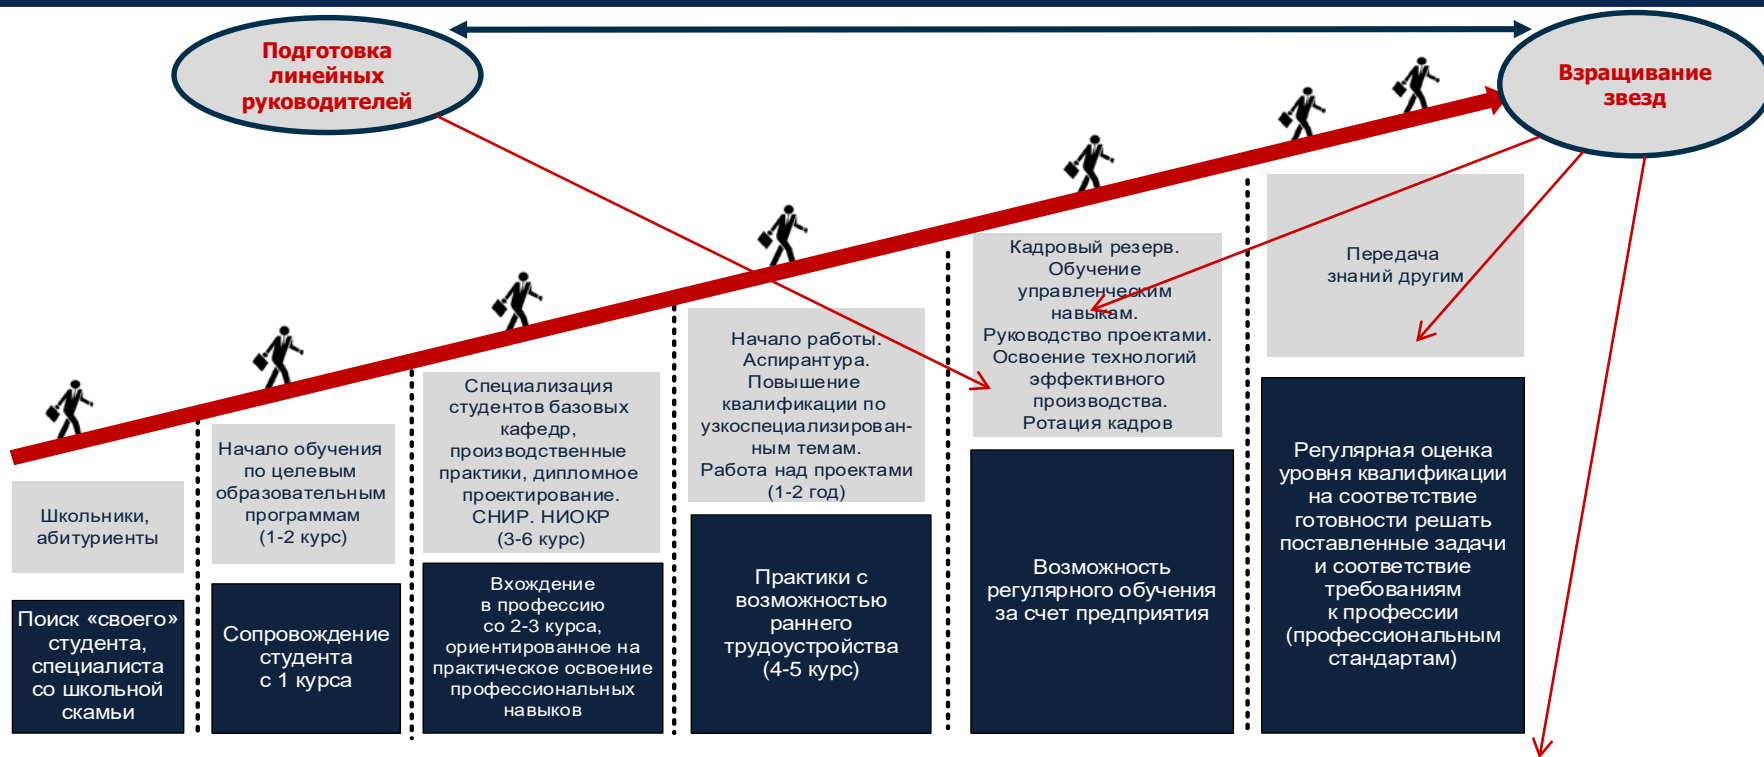 Подготовка
линейных
руководителей
Взращивание
звезд
Школьники,
абитуриенты
Поиск «своего»
студента,
специалиста
со школьной
скамьи
Начало обучения
по целевым
образовательным
программам
(1-2 курс)
Сопровождение
студента
с 1 курса
Специализация
студентов базовых
кафедр,
производственные
практики, дипломное
проектирование.
СНИР. НИОКР
(3-6 курс)
Вхождение
в профессию
со 2-3 курса,
ориентированное на
практическое освоение
профессиональных
навыков
Начало работы.
Аспирантура.
Повышение
квалификации по
узкоспециализирован-
ным темам.
Работа над проектами
(1-2 год)
Практики с
возможностью
раннего
трудоустройства
(4-5 курс)
Кадровый резерв.
Обучение
управленческим
навыкам.
Руководство проектами.
Освоение технологий
эффективного
производства.
Ротация кадров
Возможность
регулярного обучения
за счет предприятия
Передача
знаний другим
Регулярная оценка
уровня квалификации
на соответствие
готовности решать
поставленные задачи
и соответствие
требованиям
к профессии
(профессиональным
стандартам)